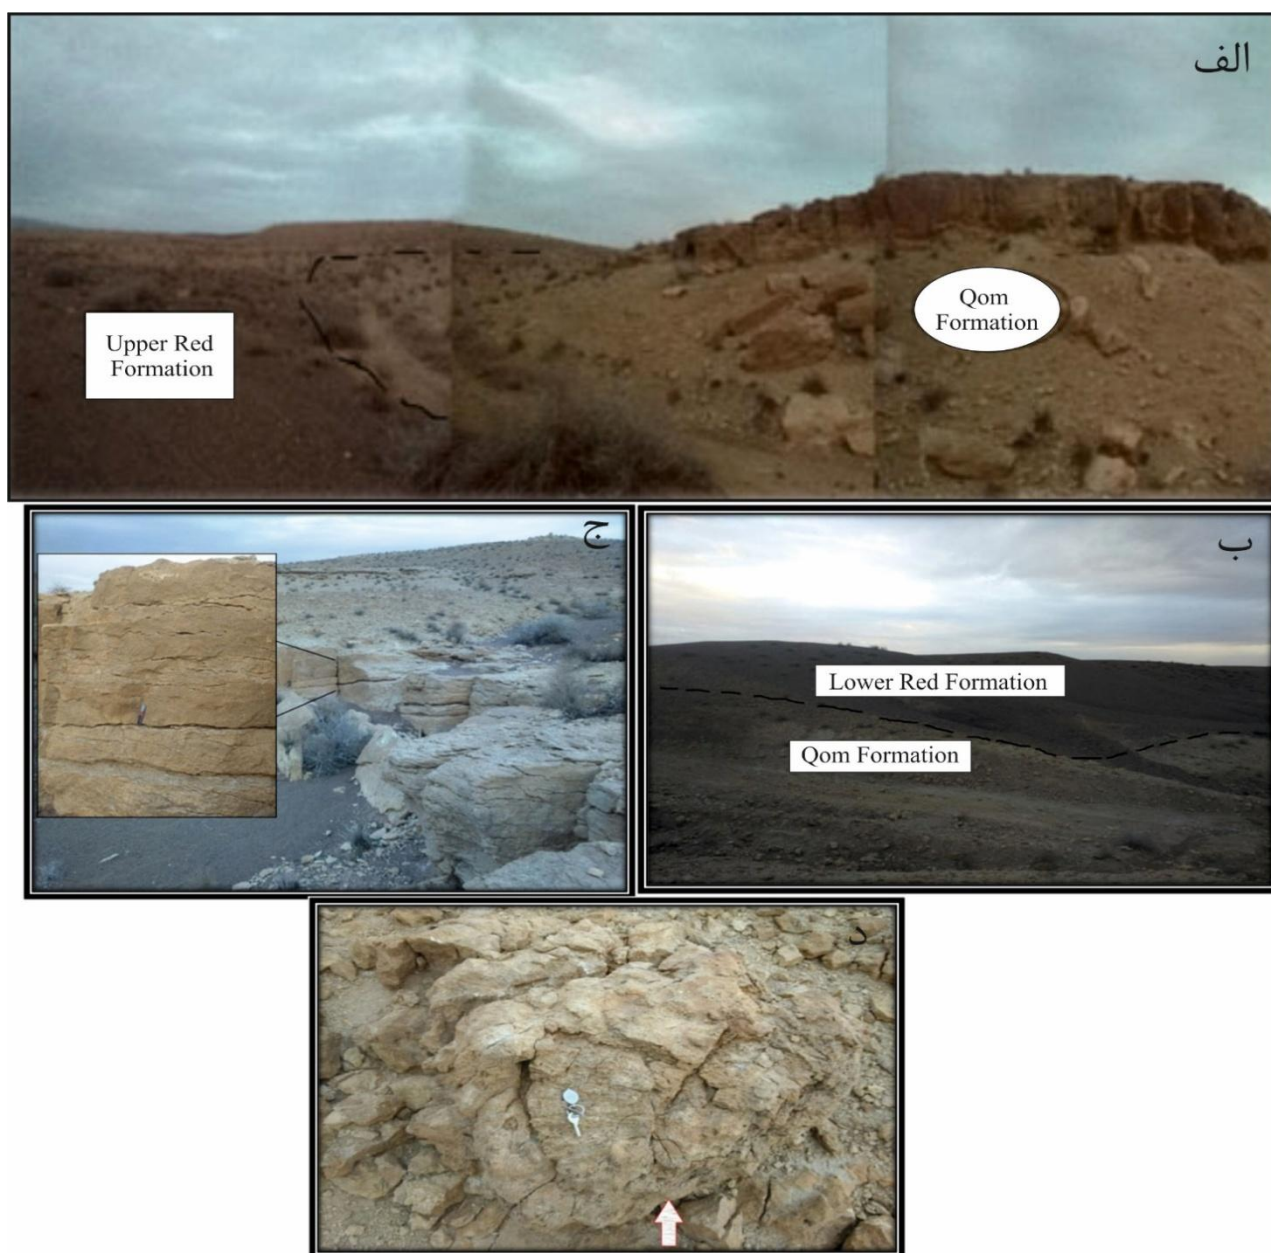 الف
Qom
Formation
Upper Red
Formation
ب
Lower Red Formation
Qom Formation
ج
د